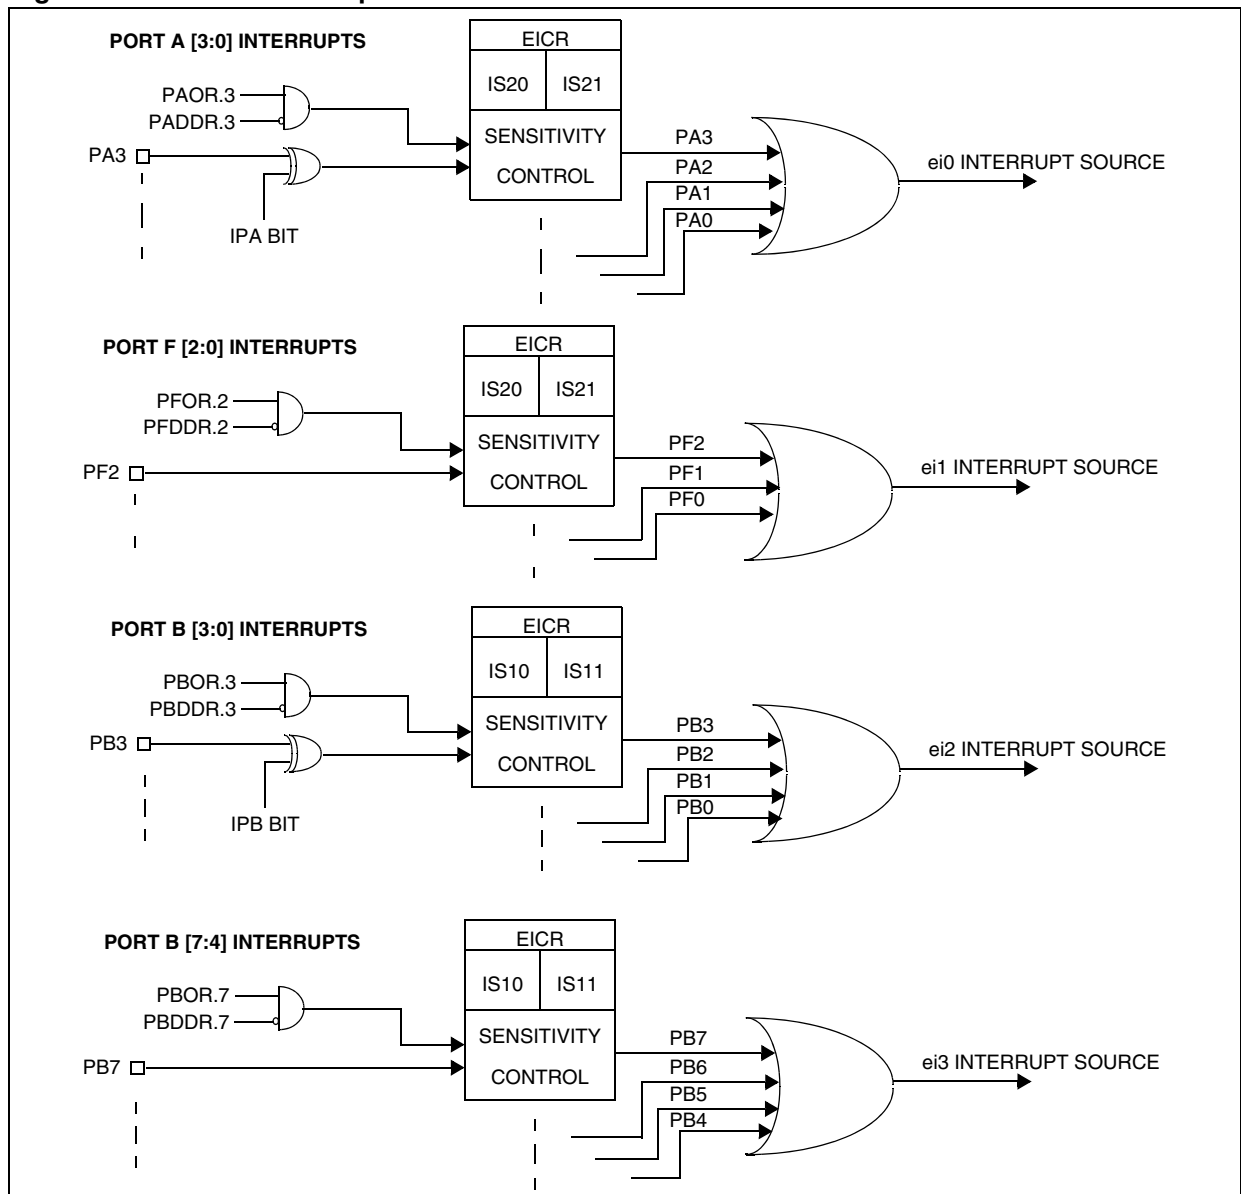 PORT A [3:0] INTERRUPTS
EICR
IS20 IS21
PAOR.3
PADDR.3
SENSITIVITY
CONTROL
PA3
IPA BIT
PA3
PA2
PA1
PA0
ei0 INTERRUPT SOURCE
PORT F [2:0] INTERRUPTS
EICR
IS20 IS21
PFOR.2
PFDDR.2
SENSITIVITY
CONTROL
PF2
PF2
PF1
PF0
ei1 INTERRUPT SOURCE
PORT B [3:0] INTERRUPTS
EICR
IS10 IS11
PBOR.3
PBDDR.3
SENSITIVITY
CONTROL
PB3
IPB BIT
PB3
PB2
PB1
PB0
ei2 INTERRUPT SOURCE
PORT B [7:4] INTERRUPTS
EICR
IS10 IS11
PBOR.7
PBDDR.7
SENSITIVITY
CONTROL
PB7
PB7
PB6
PB5
PB4
ei3 INTERRUPT SOURCE